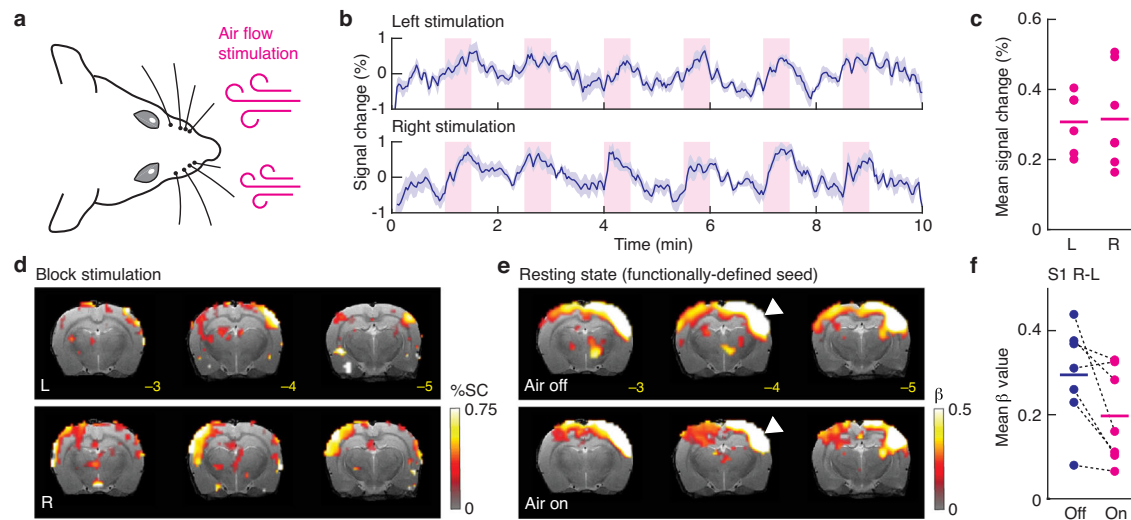 a
Air flow
stimulation
b
Left stimulation
Signal change (%)
1
0
-1
Right stimulation
1
0
-1
0
2
4
6
8
10
Time (min)
c
Mean signal change (%)
0.6
0.4
0.2
0
L
R
d
Block stimulation
L
–3
–4
–5
R
%SC
0.75
0
e
Resting state (functionally-defined seed)
Air off
–3
–4
–5
Air on
β
0.5
0
f
S1 R-L
Mean β value
0.4
0.2
0
Off
On